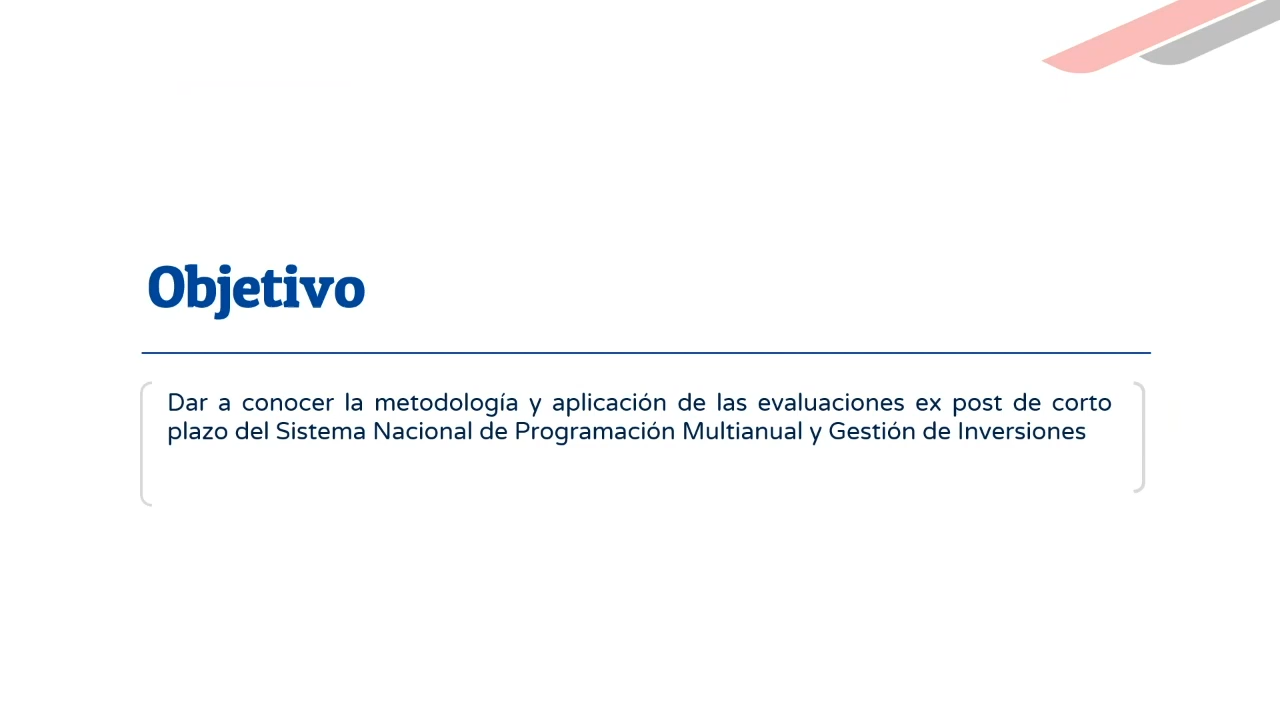 Objetivo
Dar a conocer la metodología y aplicación de las evaluaciones ex post de corto
plazo del Sistema Nacional de Programación Multianual y Gestión de Inversiones